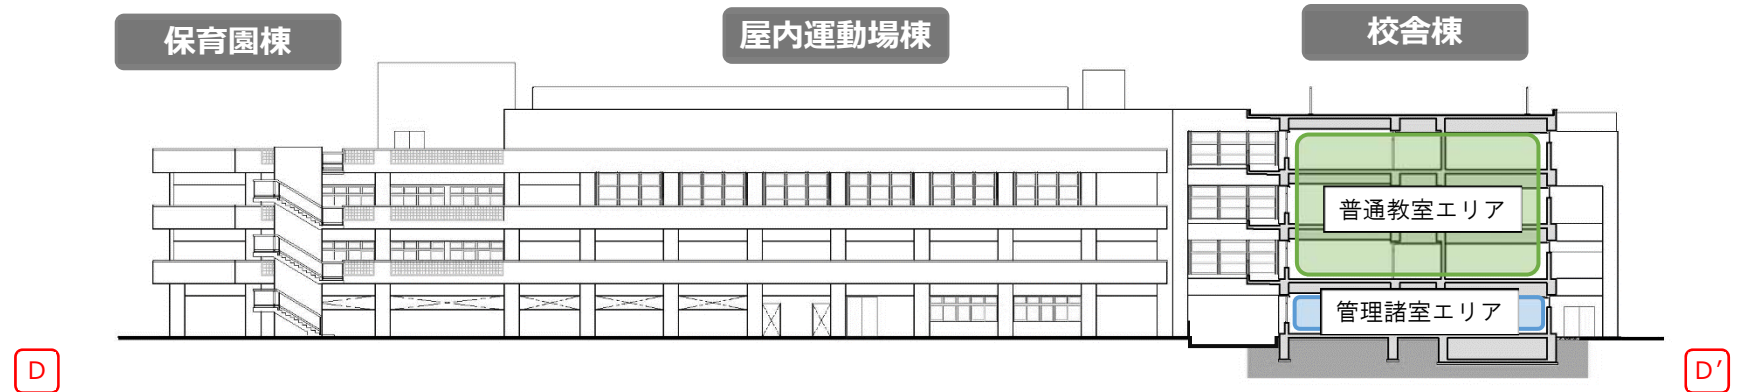 保育園棟
屋内運動場棟
校舎棟
普通教室エリア
管理諸室エリア
D
D′